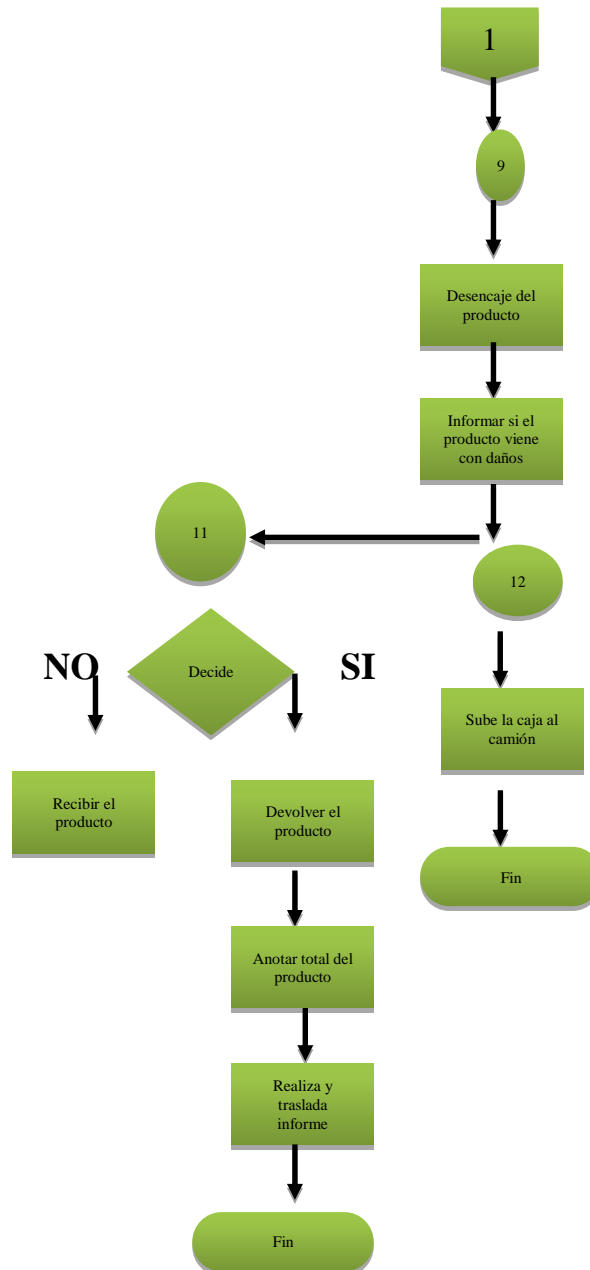 1
9
Desencaje del
producto
Informar si el
producto viene
con daños
11
12
NO
Decide
SI
Sube la caja al
camión
Recibir el
producto
Devolver el
producto
Fin
Anotar total del
producto
Realiza y
traslada
informe
Fin